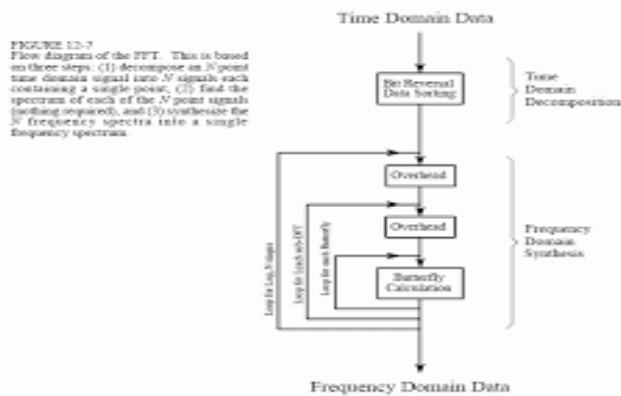 Time Domain Data
FIGURE 12-7
Flow diagram of the FFT. This is based
on three steps: (1) decompose an N point
time domain signal into N signals each
containing a single point, (2) find the
spectrum of each of the N point signals
(nothing required), and (3) synthesize the
N frequency spectra into a single
frequency spectrum.
Bit Reversal
Data Sorting
Time
Domain
Decomposition
Overhead
Overhead
Butterfly
Calculation
Loop for each Butterfly
Frequency
Domain
Synthesis
Frequency Domain Data